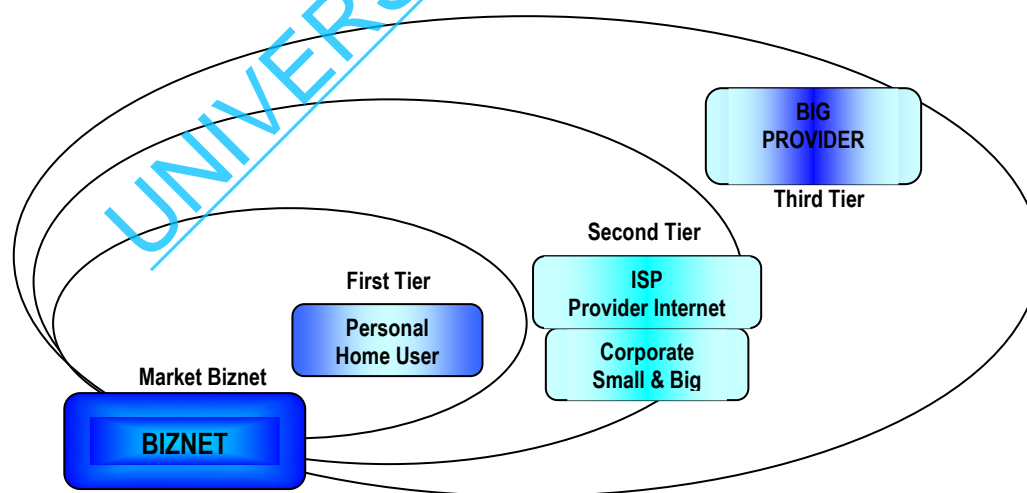 UNIVERS
BIG
PROVIDER
Third Tier
Second Tier
ISP
Provider Internet
Corporate
Small & Big
First Tier
Personal
Home User
Market Biznet
BIZNET